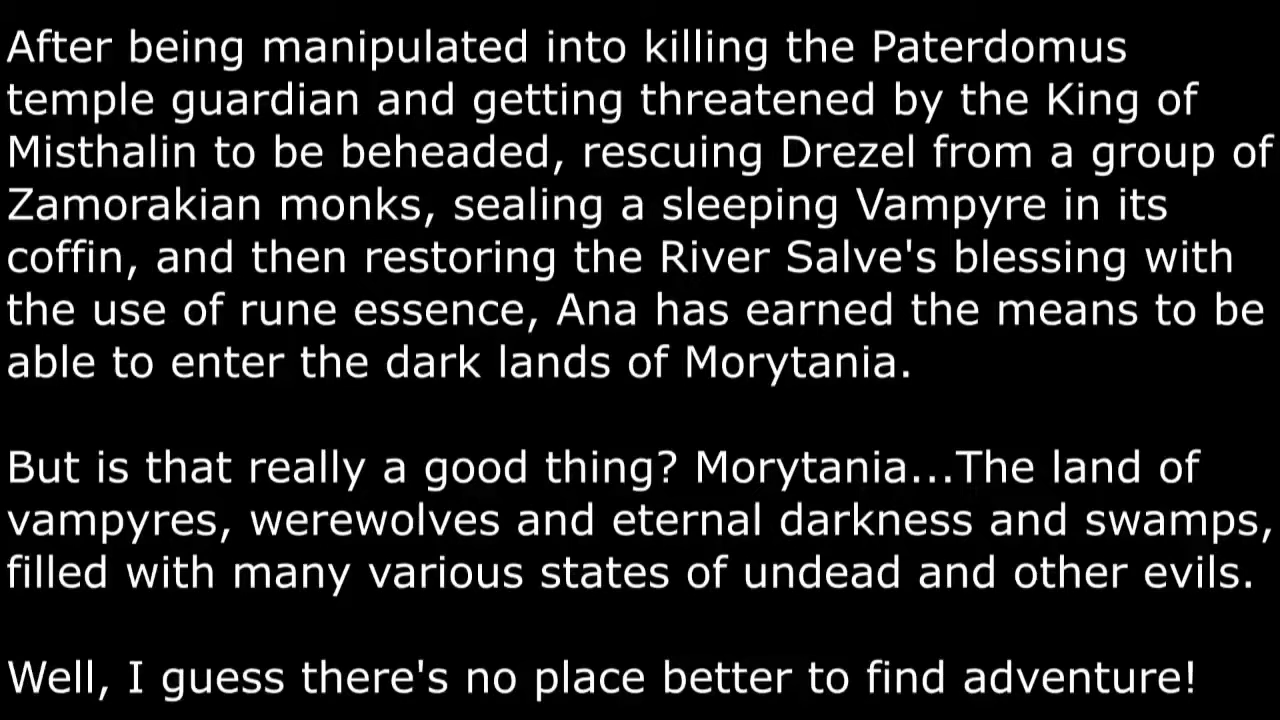 After being manipulated into killing the Paterdomus
temple guardian and getting threatened by the King of
Misthalin to be beheaded, rescuing Drezel from a group of
Zamorakian monks, sealing a sleeping Vampyre in its
coffin, and then restoring the River Salve's blessing with
the use of rune essence, Ana has earned the means to be
able to enter the dark lands of Morytania.
But is that really a good thing? Morytania...The land of
vampyres, werewolves and eternal darkness and swamps,
filled with many various states of undead and other evils.
Well, I guess there's no place better to find adventure!